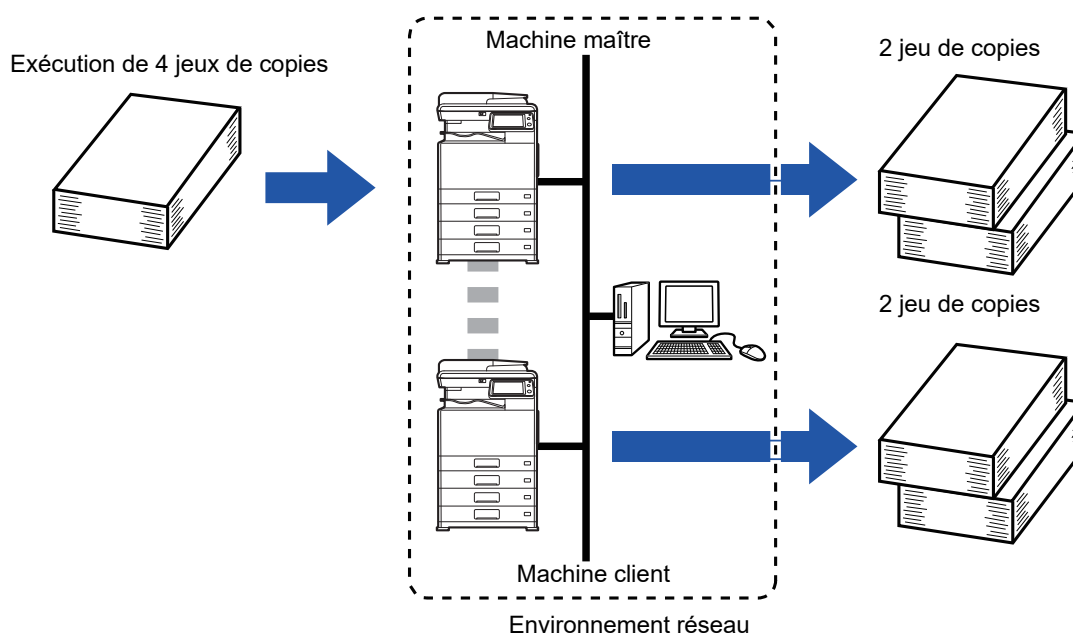 Exécution de 4 jeux de copies
Machine maître
2 jeu de copies
2 jeu de copies
Machine client
Environnement réseau